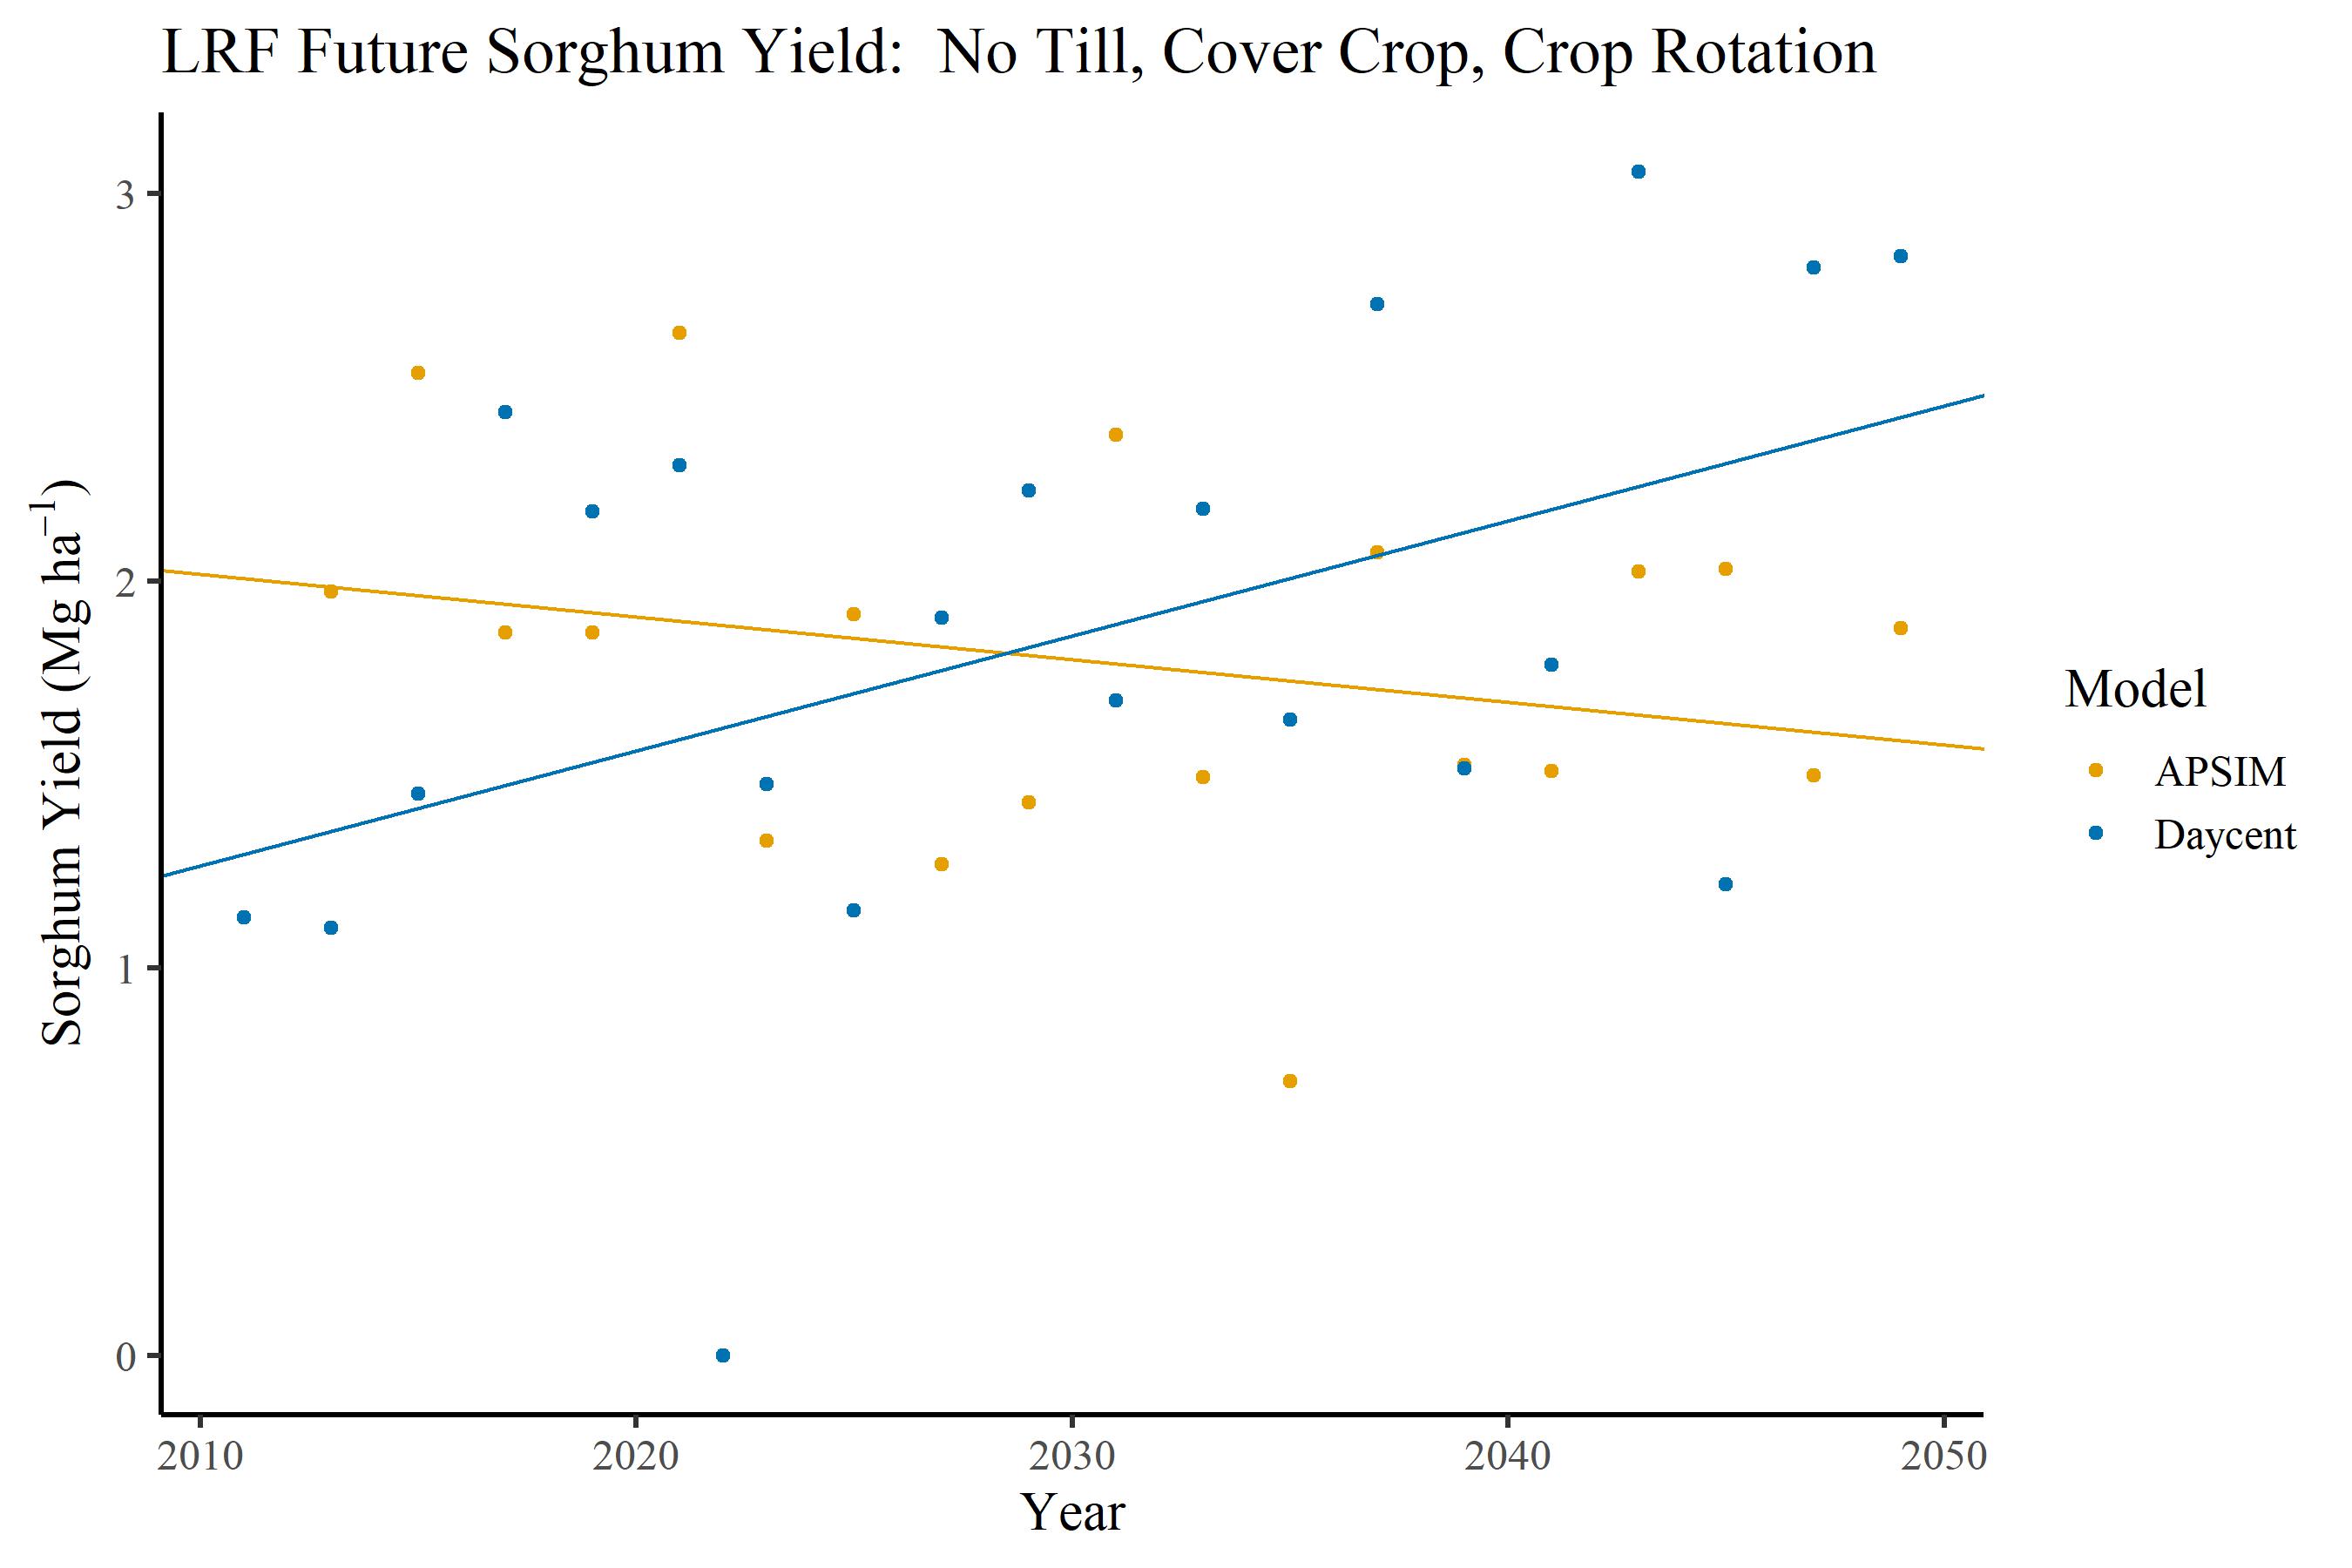 LRF Future Sorghum Yield:  No Till, Cover Crop, Crop Rotation
Sorghum Yield (Mg ha⁻¹)
3
2
1
0
2010 2020 2030 2040 2050
Year
Model
APSIM
Daycent